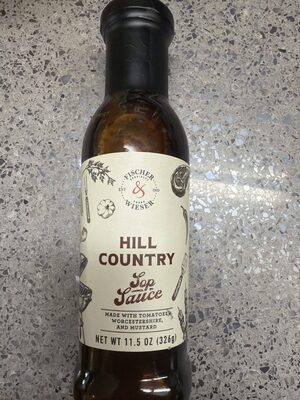 FISCHER
&
WIESER
HILL
COUNTRY
Sop
Sauce
MADE WITH TOMATOES,
WORCESTERSHIRE,
AND MUSTARD
NET WT 11.5 OZ (326g)